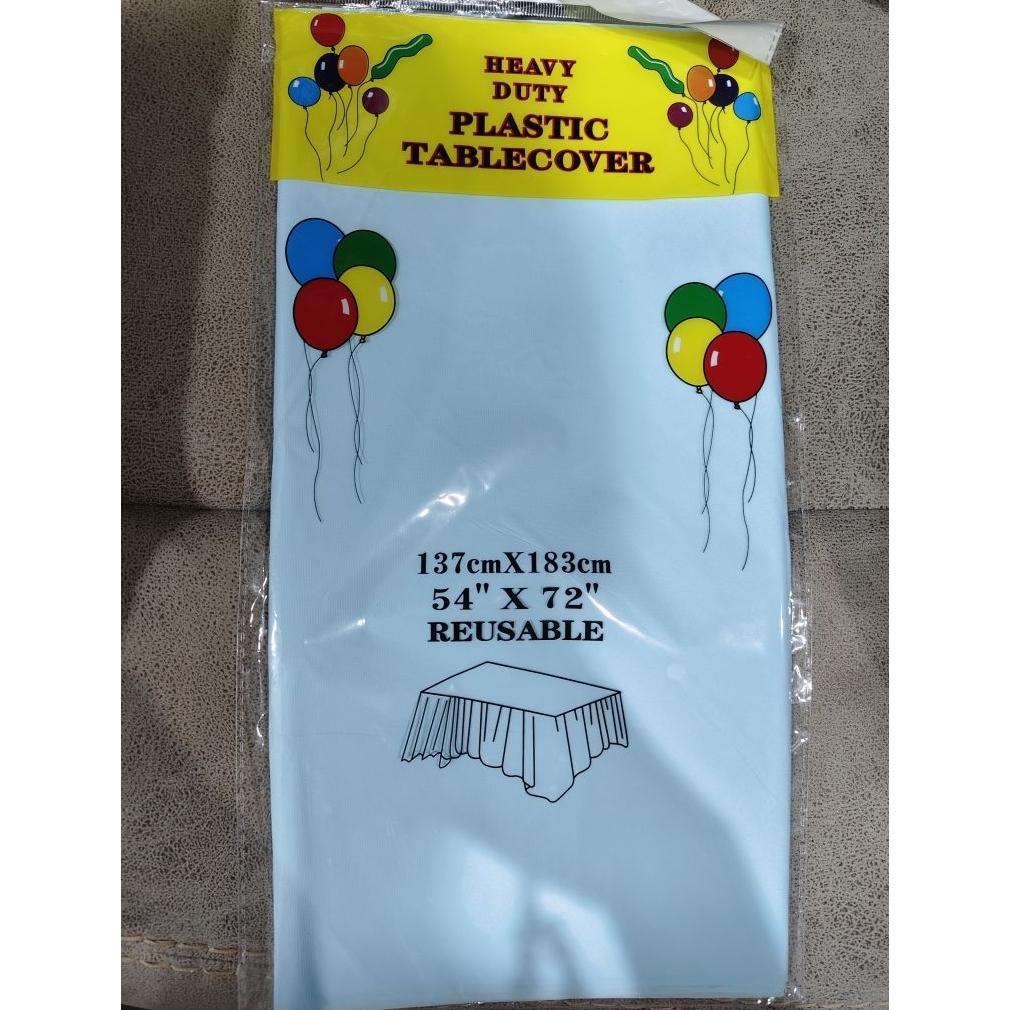 HEAVY
DUTY
PLASTIC
TABLECOVER
137cmX183cm
54" X 72"
REUSABLE